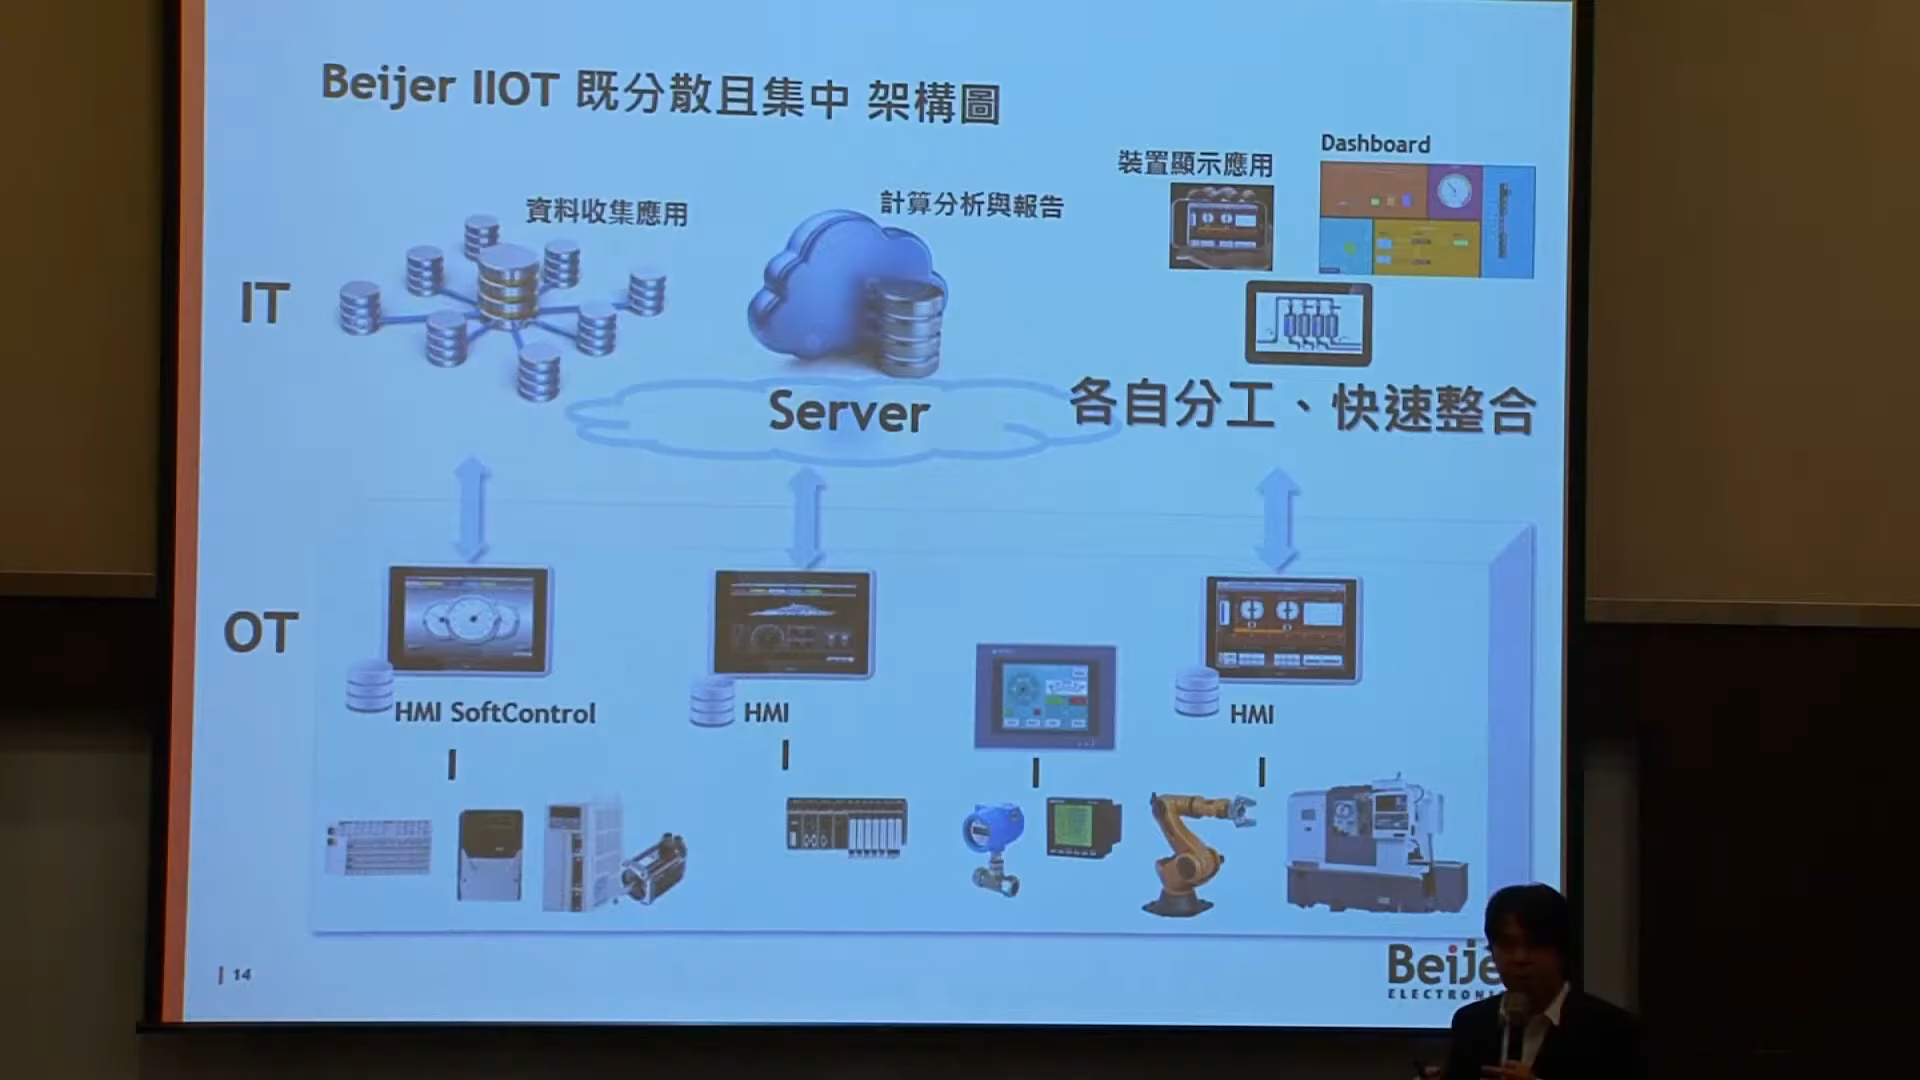 Beijer IIOT 既分散且集中 架構圖
Dashboard
裝置顯示應用
資料收集應用
計算分析與報告
IT
Server
各自分工、快速整合
OT
HMI SoftControl
HMI
HMI
14
Beije
ELECTRON